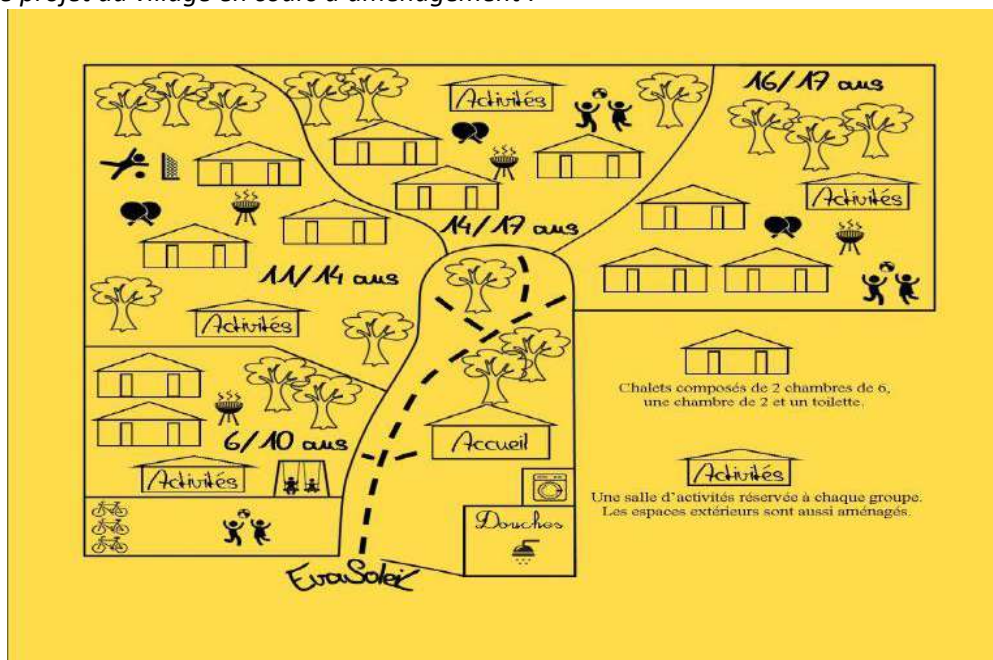 projet du village en cours d'aménagement :
Activités
16/17 ans
Activités
14/17 ans
11/14 ans
Activités
6/10 ans
Activités
Accueil
Douches
EvaSoleil
Chalets composés de 2 chambres de 6,
une chambre de 2 et un toilette.
Activités
Une salle d'activités réservée à chaque groupe.
Les espaces extérieurs sont aussi aménagés.